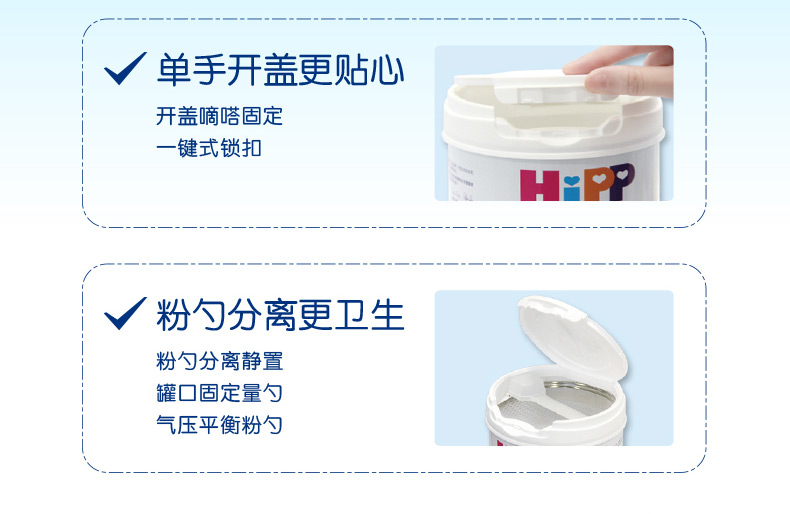 单手开盖更贴心
开盖嘀嗒固定
一键式锁扣
HiPP
粉勺分离更卫生
粉勺分离静置
罐口固定量勺
气压平衡粉勺